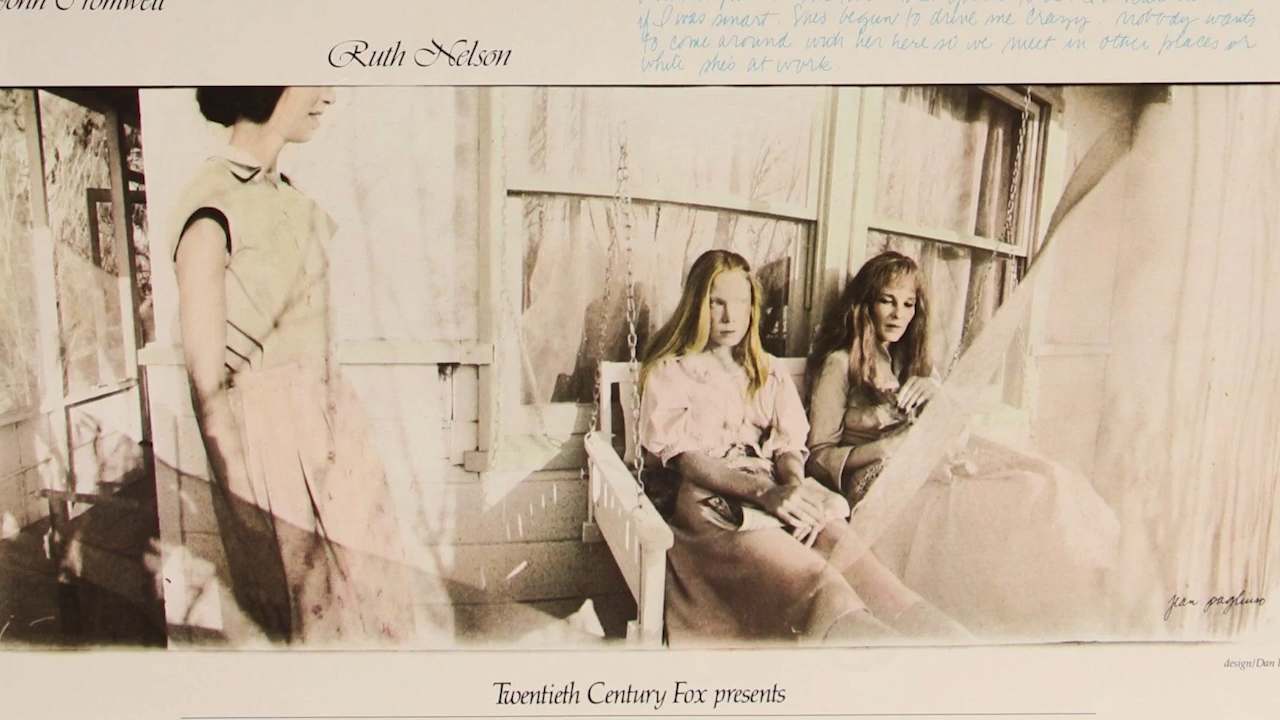 John Cromwell
Ruth Nelson
if I was smart. Shes begun to drive me crazy. nobody wants
to come around with her here so we meet in other places or
while she's at work.
jean pagliuso
design/Dan
Twentieth Century Fox presents